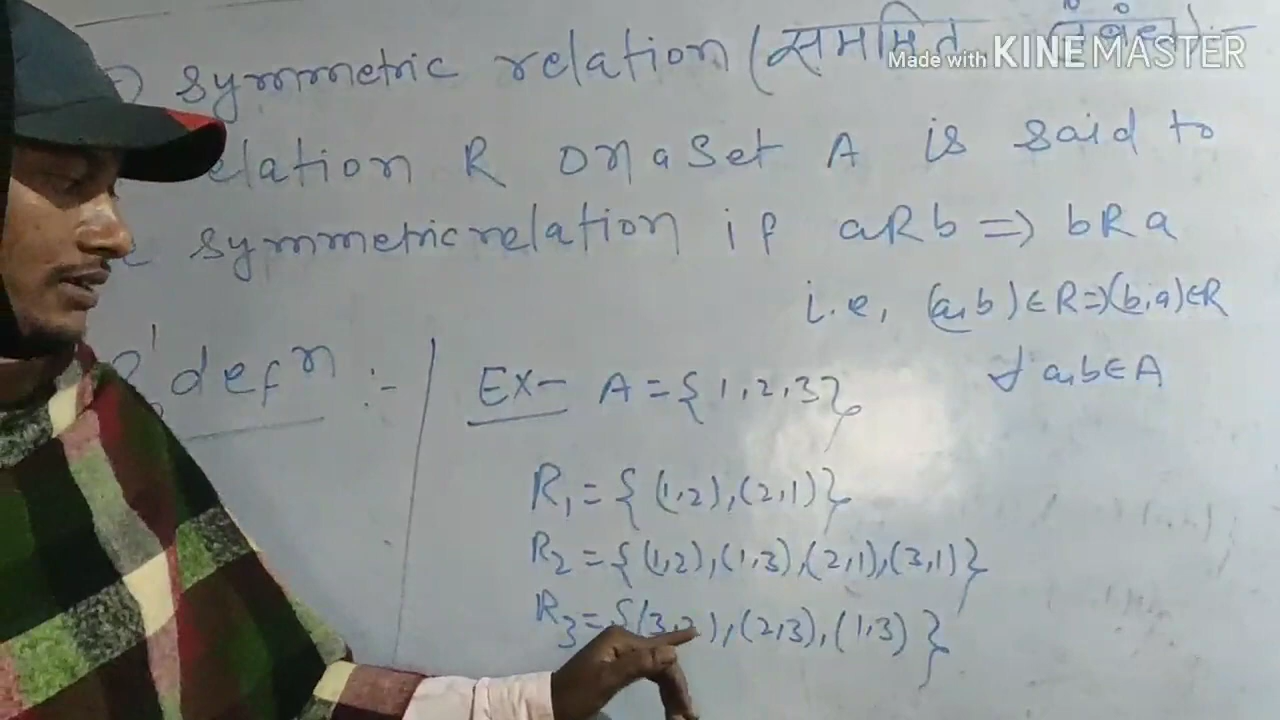 symmetric relation (सममित संबंध) :-
Made with KINEMASTER
elation R on a Set A is said to
symmetric relation if aRb => bRa
i.e, (a,b) ∈ R => (b,a) ∈ R
∀ a,b ∈ A
defⁿ :-
Ex- A = {1,2,3}
R₁ = {(1,2),(2,1)}
R₂ = {(1,2),(1,3),(2,1),(3,1)}
R₃ = {(3,2),(2,3),(1,3)}